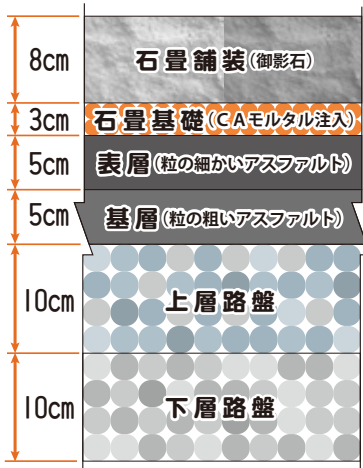 8cm 石畳舗装(御影石)
3cm 石畳基礎(CAモルタル注入)
5cm 表層(粒の細かいアスファルト)
5cm 基層(粒の粗いアスファルト)
10cm 上層路盤
10cm 下層路盤